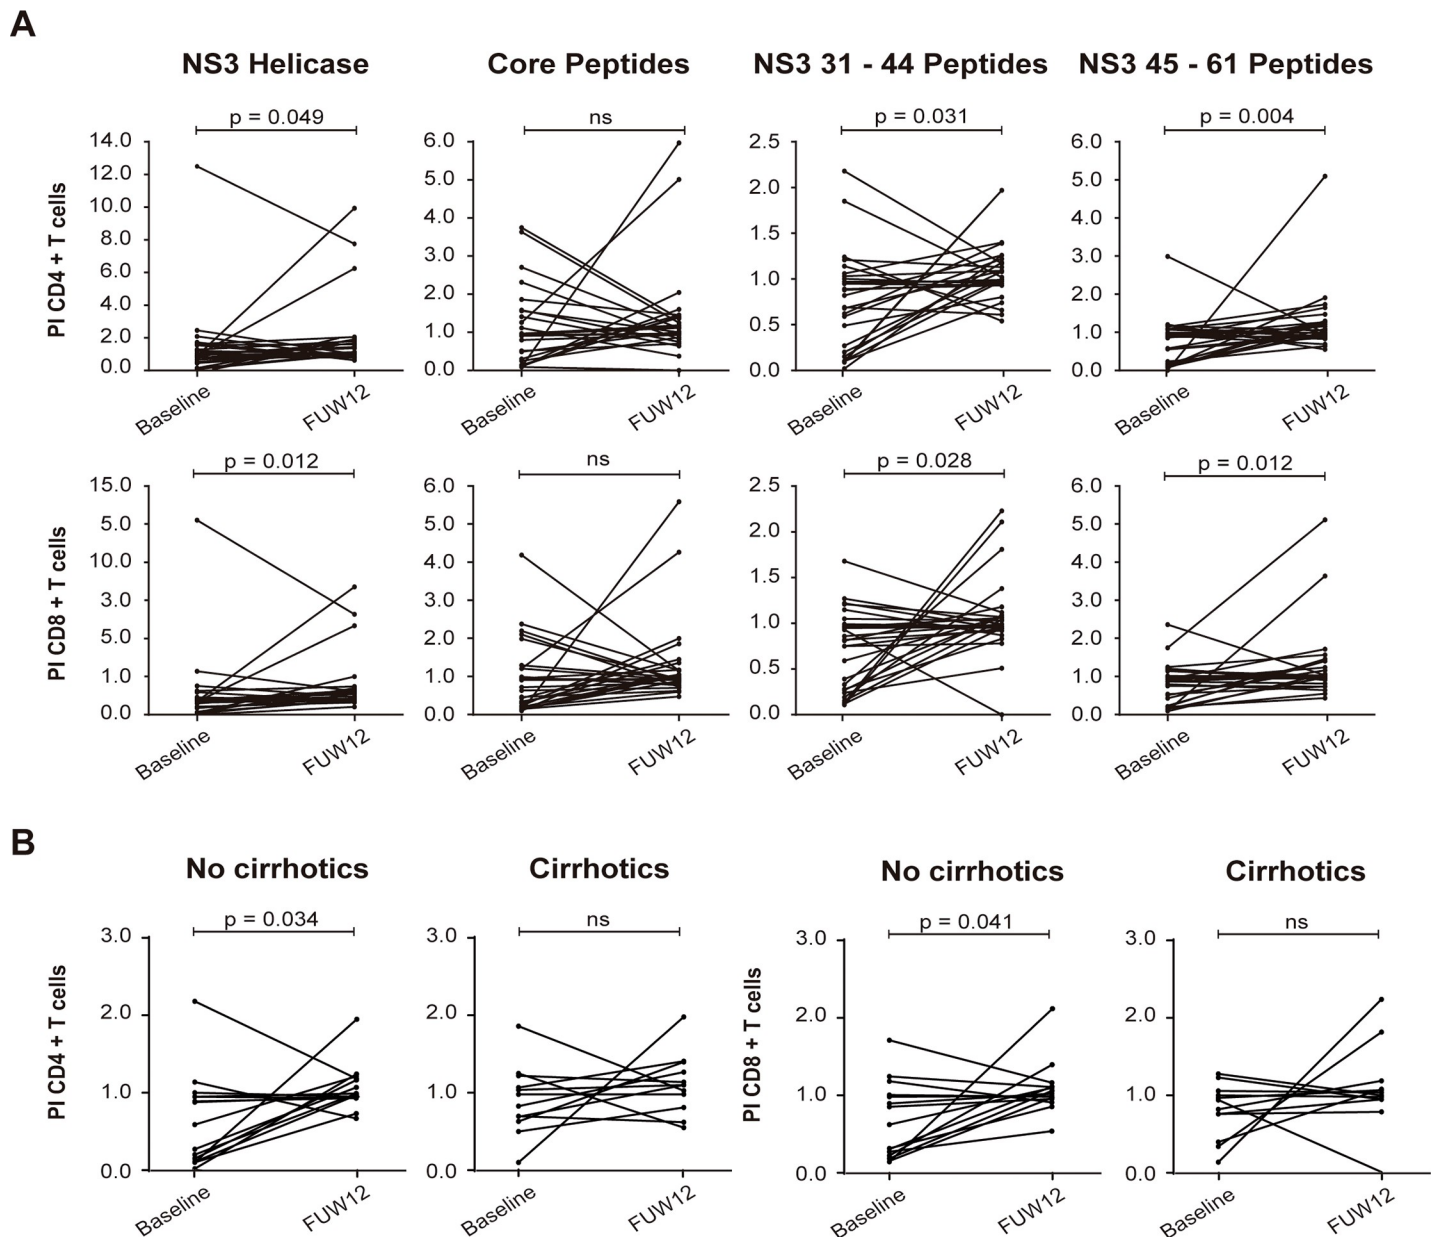 A
NS3 Helicase
Core Peptides
NS3 31 - 44 Peptides
NS3 45 - 61 Peptides
p = 0.049
ns
p = 0.031
p = 0.004
PI CD4 + T cells
14.0
12.0
10.0
8.0
6.0
4.0
2.0
0.0
6.0
5.0
4.0
3.0
2.0
1.0
0.0
2.5
2.0
1.5
1.0
0.5
0.0
6.0
5.0
4.0
3.0
2.0
1.0
0.0
Baseline
FUW12
Baseline
FUW12
Baseline
FUW12
Baseline
FUW12
p = 0.012
ns
p = 0.028
p = 0.012
PI CD8 + T cells
15.0
5.0
10.0
3.0
5.0
1.0
0.0
6.0
5.0
4.0
3.0
2.0
1.0
0.0
2.5
2.0
1.5
1.0
0.5
0.0
6.0
5.0
4.0
3.0
2.0
1.0
0.0
Baseline
FUW12
Baseline
FUW12
Baseline
FUW12
Baseline
FUW12
B
No cirrhotics
Cirrhotics
No cirrhotics
Cirrhotics
p = 0.034
ns
p = 0.041
ns
PI CD4 + T cells
3.0
2.0
1.0
0.0
3.0
2.0
1.0
0.0
PI CD8 + T cells
3.0
2.0
1.0
0.0
3.0
2.0
1.0
0.0
Baseline
FUW12
Baseline
FUW12
Baseline
FUW12
Baseline
FUW12